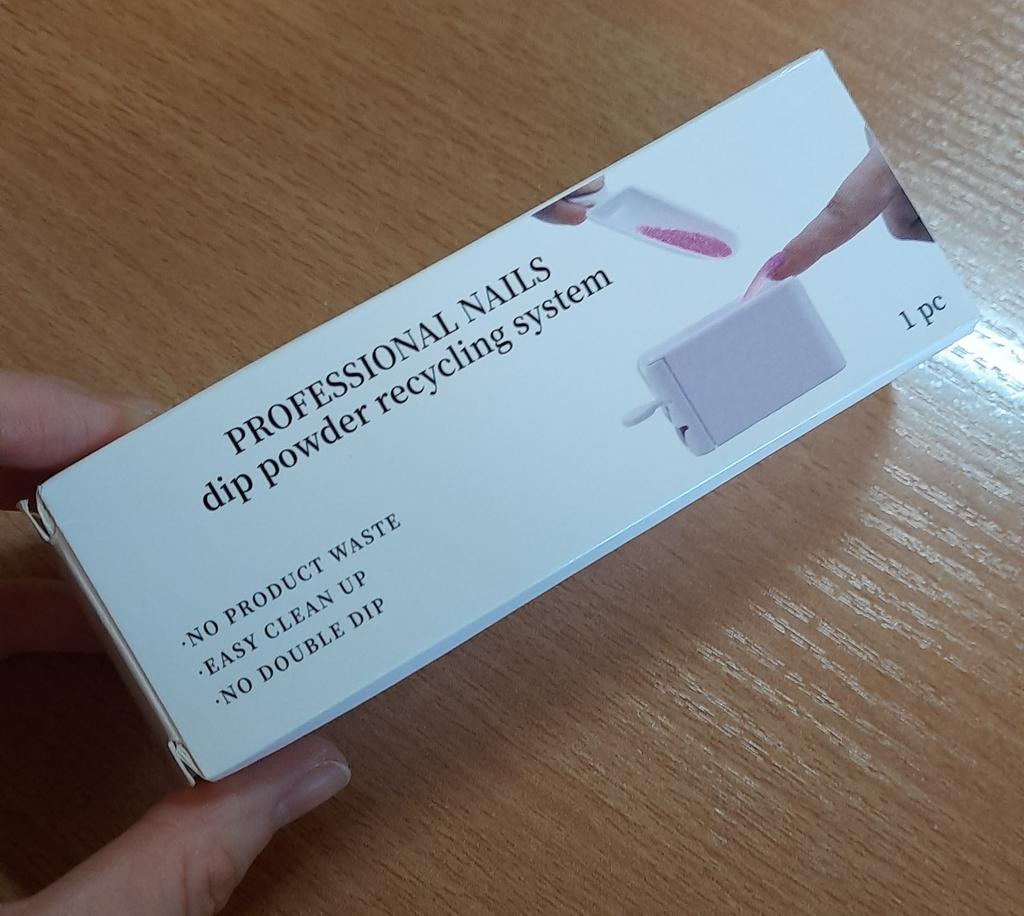 PROFESSIONAL NAILS
dip powder recycling system
·NO PRODUCT WASTE
·EASY CLEAN UP
·NO DOUBLE DIP
1 pc